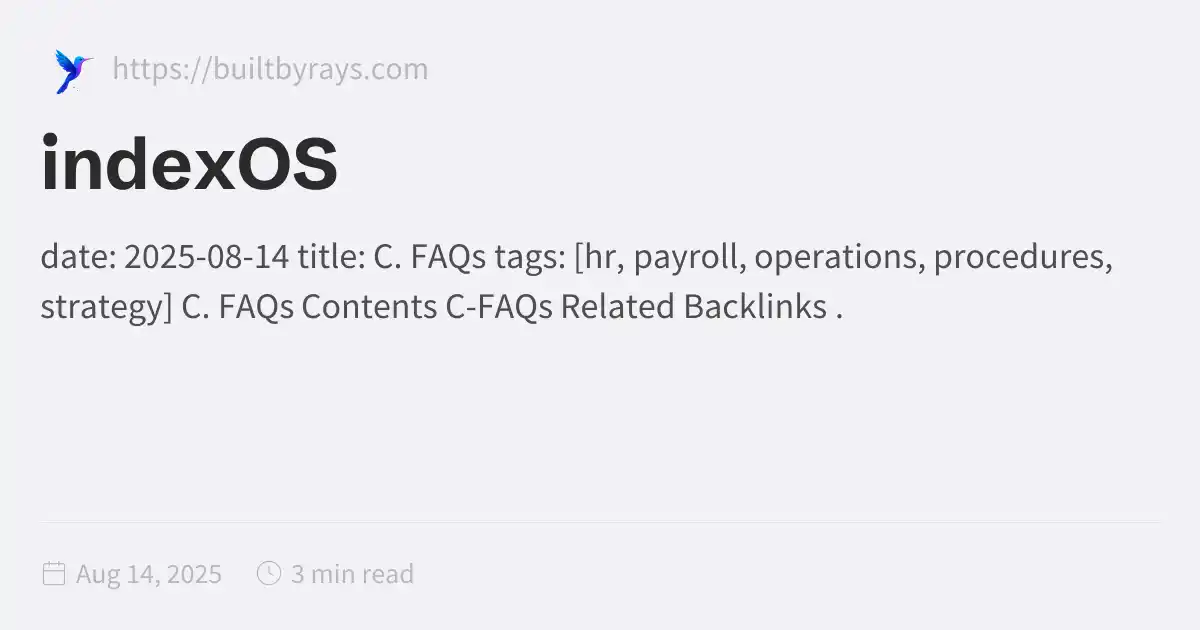 https://builtbyrays.com
indexOS
date: 2025-08-14 title: C. FAQs tags: [hr, payroll, operations, procedures,
strategy] C. FAQs Contents C-FAQs Related Backlinks .
Aug 14, 2025 3 min read